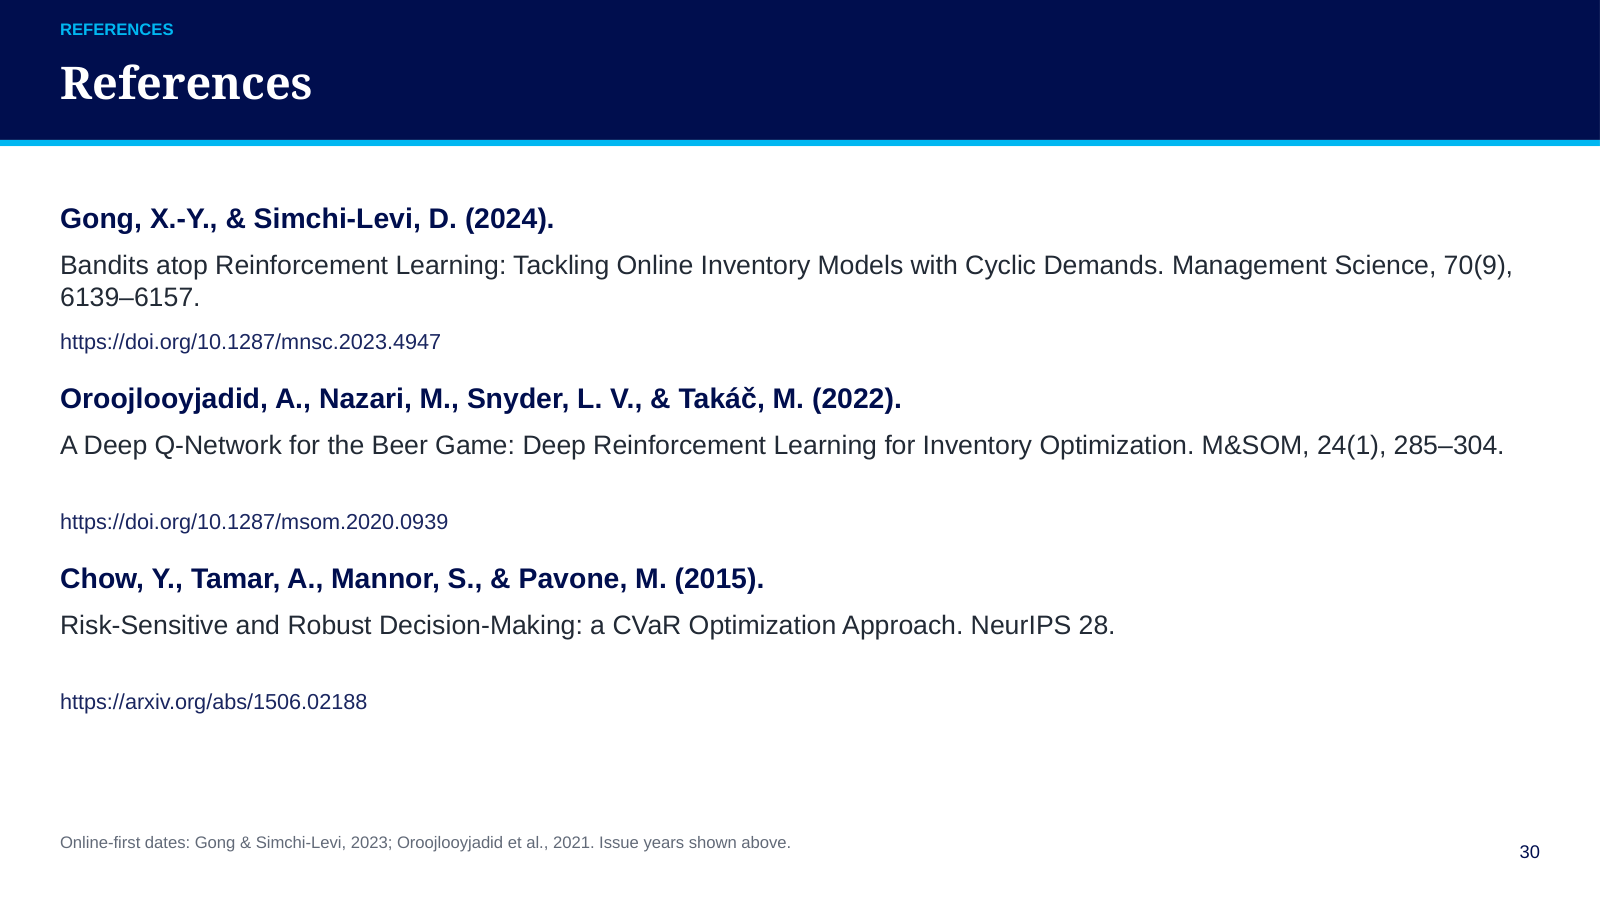 REFERENCES
References
Gong, X.-Y., & Simchi-Levi, D. (2024).
Bandits atop Reinforcement Learning: Tackling Online Inventory Models with Cyclic Demands. Management Science, 70(9),
6139–6157.
https://doi.org/10.1287/mnsc.2023.4947
Oroojlooyjadid, A., Nazari, M., Snyder, L. V., & Takáč, M. (2022).
A Deep Q-Network for the Beer Game: Deep Reinforcement Learning for Inventory Optimization. M&SOM, 24(1), 285–304.
https://doi.org/10.1287/msom.2020.0939
Chow, Y., Tamar, A., Mannor, S., & Pavone, M. (2015).
Risk-Sensitive and Robust Decision-Making: a CVaR Optimization Approach. NeurIPS 28.
https://arxiv.org/abs/1506.02188
Online-first dates: Gong & Simchi-Levi, 2023; Oroojlooyjadid et al., 2021. Issue years shown above.
30